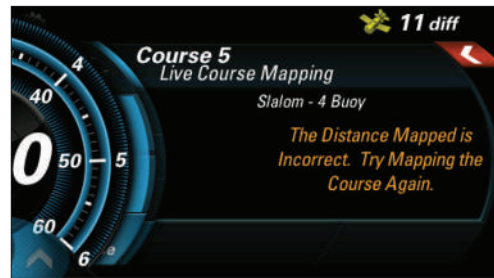 11 diff
Course 5
Live Course Mapping
Slalom - 4 Buoy
The Distance Mapped is
Incorrect. Try Mapping the
Course Again.
4
40
0
50
5
60
6
e